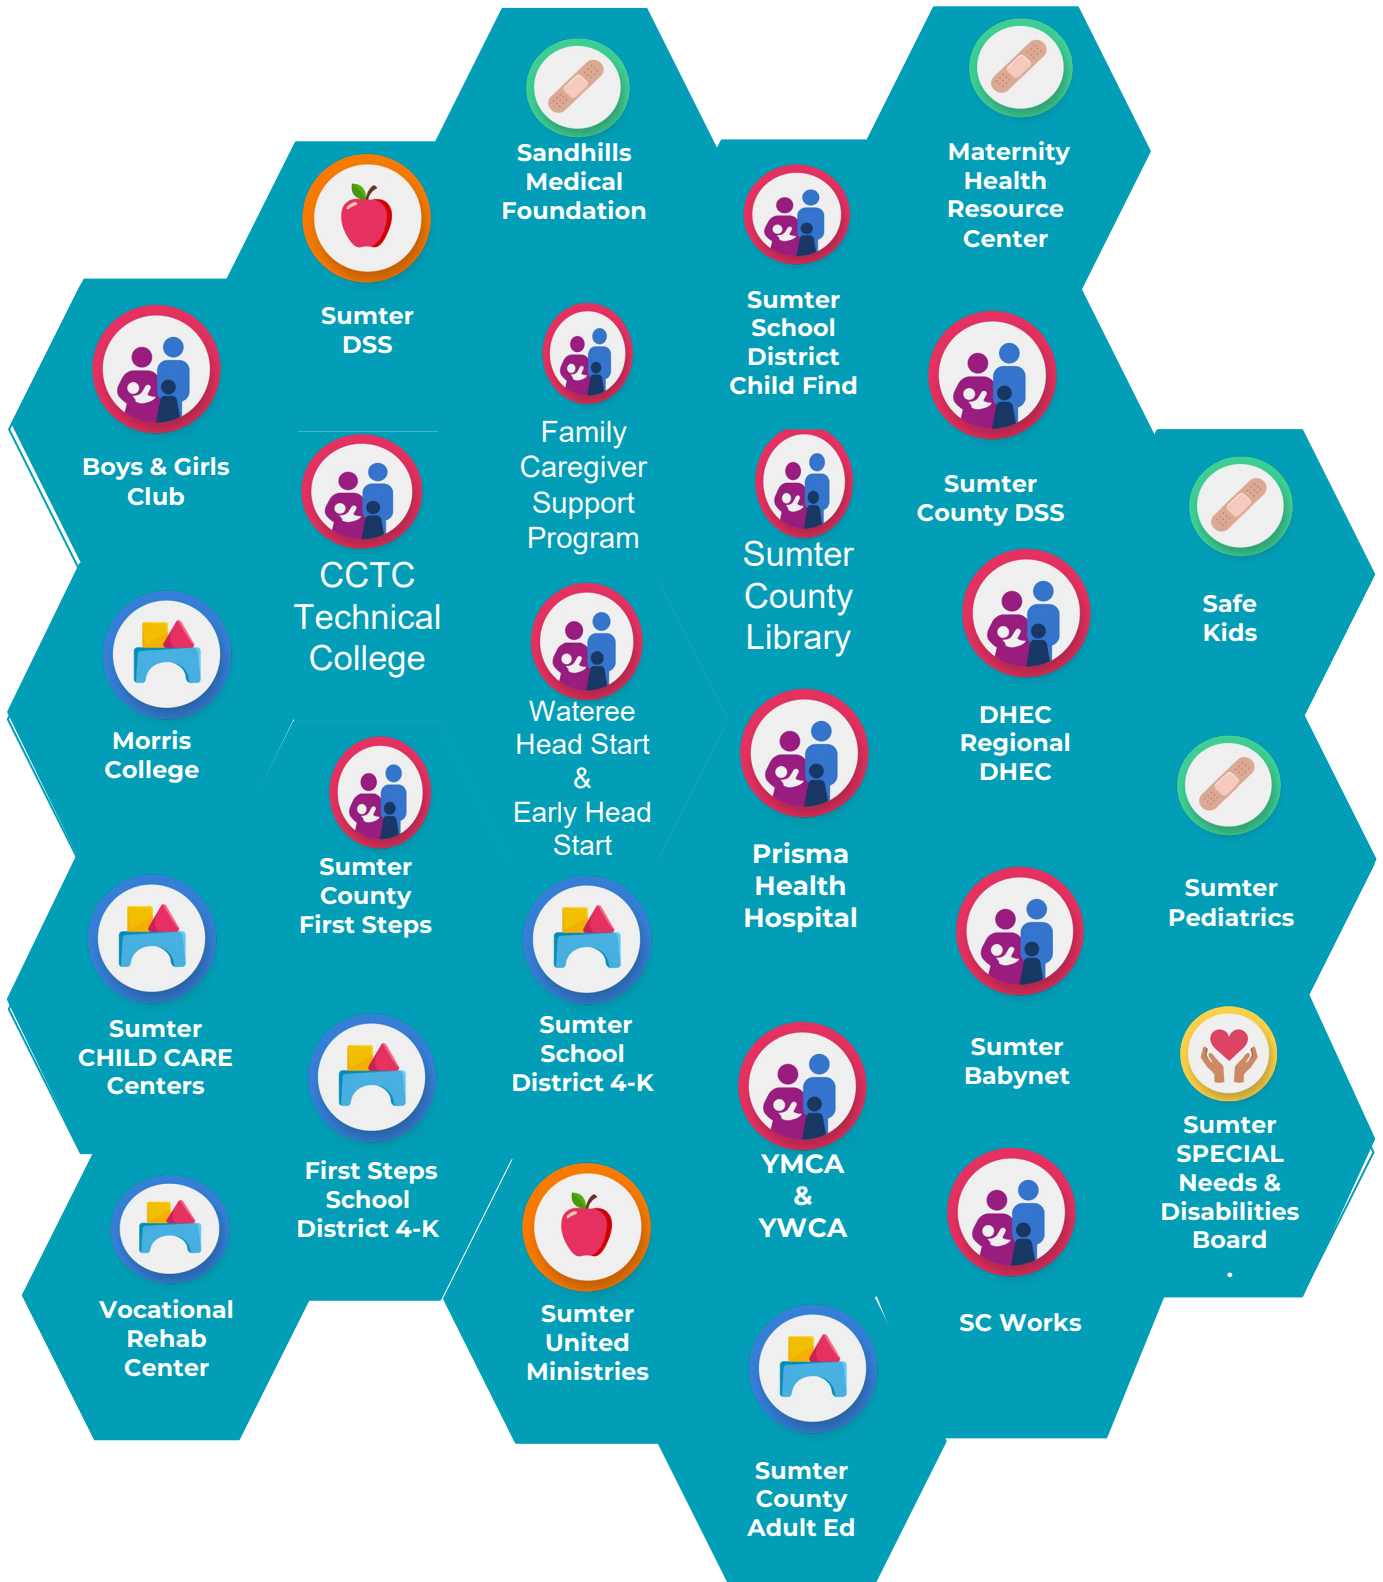 Sandhills
Medical
Foundation
Maternity
Health
Resource
Center
Sumter
DSS
Sumter
School
District
Child Find
Boys & Girls
Club
Family
Caregiver
Support
Program
Sumter
County DSS
CCTC
Technical
College
Sumter
County
Library
Safe
Kids
Morris
College
Wateree
Head Start
&
Early Head
Start
DHEC
Regional
DHEC
Sumter
County
First Steps
Prisma
Health
Hospital
Sumter
Pediatrics
Sumter
CHILD CARE
Centers
Sumter
School
District 4-K
Sumter
Babynet
First Steps
School
District 4-K
YMCA
&
YWCA
Sumter
SPECIAL
Needs &
Disabilities
Board
.
Vocational
Rehab
Center
Sumter
United
Ministries
SC Works
Sumter
County
Adult Ed